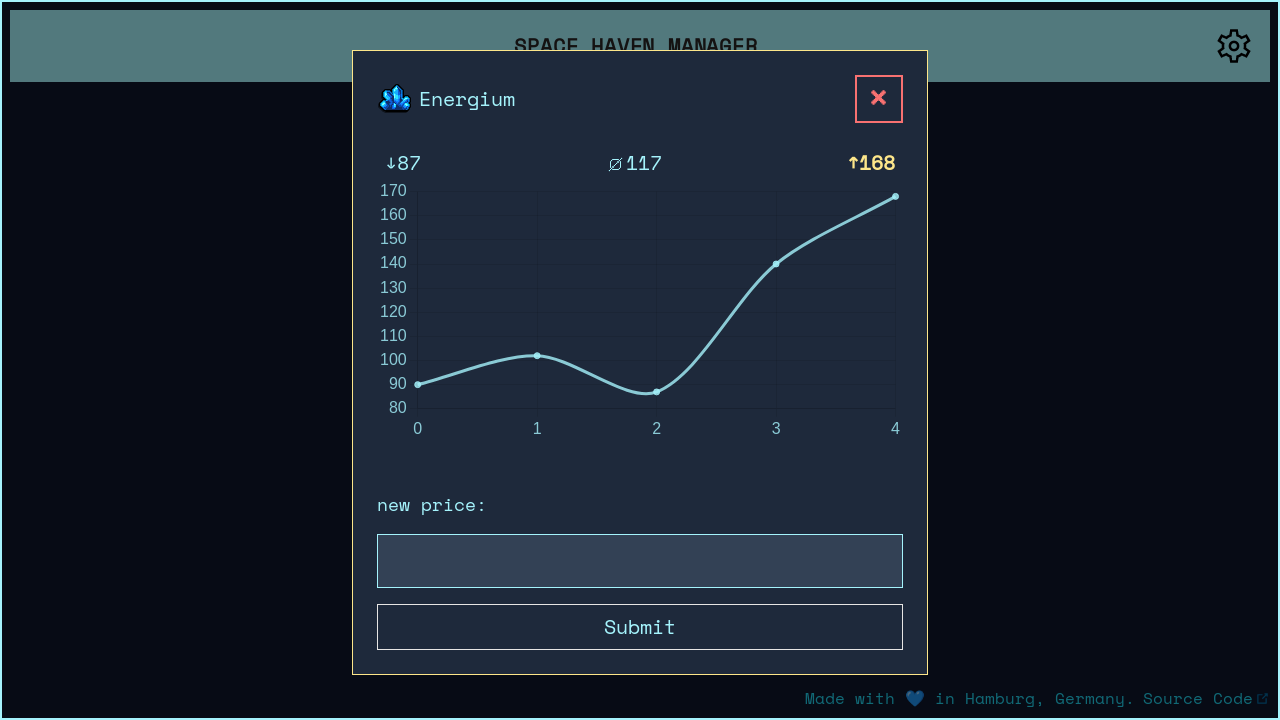 SPACE HAVEN MANAGER
Energium
↓87 ∅117 ↑168
170
160
150
140
130
120
110
100
90
80
0 1 2 3 4
new price:
Submit
Made with 💙 in Hamburg, Germany. Source Code